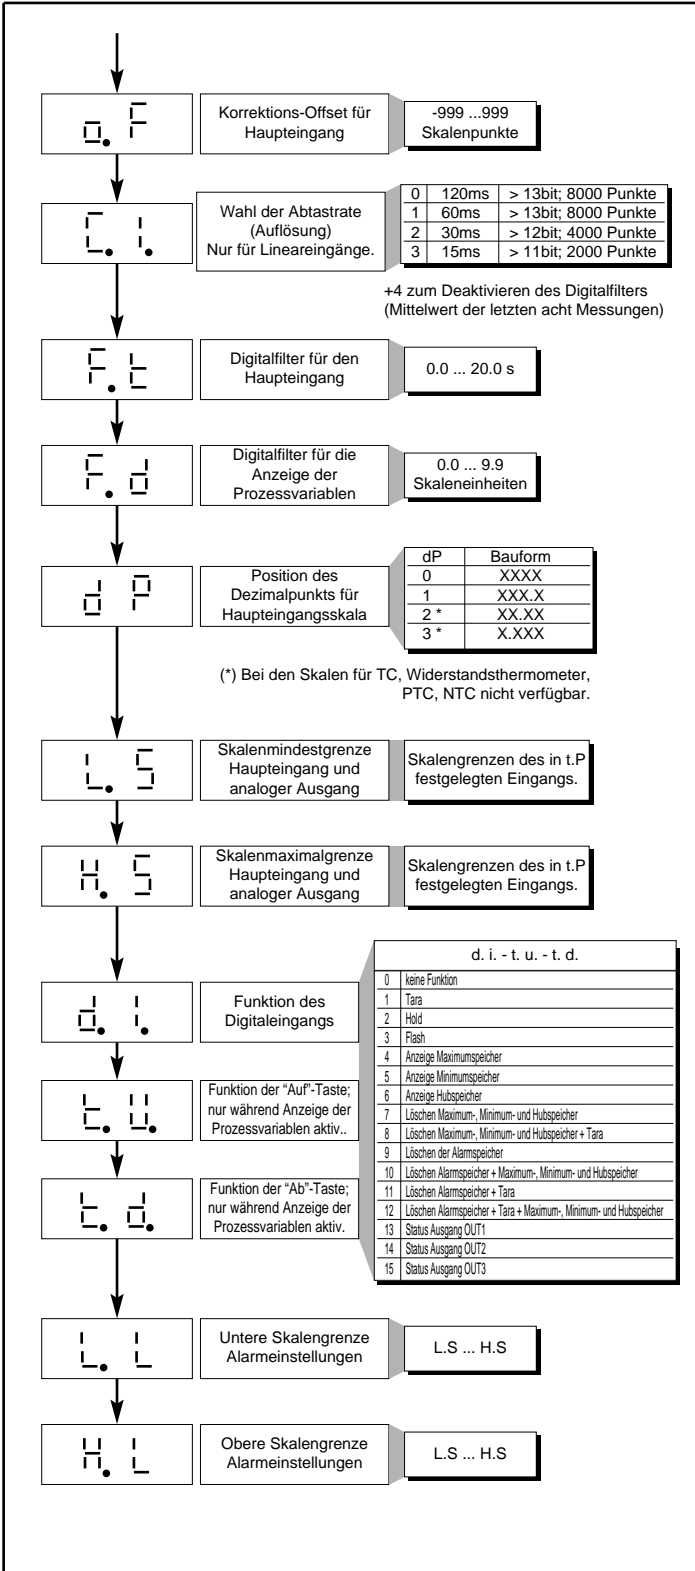 o. F
Korrektions-Offset für
Haupteingang
-999 ...999
Skalenpunkte
C. I.
Wahl der Abtastrate
(Auflösung)
Nur für Lineareingänge.
0 120ms > 13bit; 8000 Punkte
1 60ms > 13bit; 8000 Punkte
2 30ms > 12bit; 4000 Punkte
3 15ms > 11bit; 2000 Punkte
+4 zum Deaktivieren des Digitalfilters
(Mittelwert der letzten acht Messungen)
F. t
Digitalfilter für den
Haupteingang
0.0 ... 20.0 s
F. d
Digitalfilter für die
Anzeige der
Prozessvariablen
0.0 ... 9.9
Skaleneinheiten
d P
Position des
Dezimalpunkts für
Haupteingangsskala
dP Bauform
0 XXXX
1 XXX.X
2 * XX.XX
3 * X.XXX
(*) Bei den Skalen für TC, Widerstandsthermometer,
PTC, NTC nicht verfügbar.
L. S
Skalenmindestgrenze
Haupteingang und
analoger Ausgang
Skalengrenzen des in t.P
festgelegten Eingangs.
H. S
Skalenmaximalgrenze
Haupteingang und
analoger Ausgang
Skalengrenzen des in t.P
festgelegten Eingangs.
d. I.
Funktion des
Digitaleingangs
t. U.
Funktion der “Auf”-Taste;
nur während Anzeige der
Prozessvariablen aktiv..
t. d.
Funktion der “Ab”-Taste;
nur während Anzeige der
Prozessvariablen aktiv.
d. i. - t. u. - t. d.
0 keine Funktion
1 Tara
2 Hold
3 Flash
4 Anzeige Maximumspeicher
5 Anzeige Minimumspeicher
6 Anzeige Hubspeicher
7 Löschen Maximum-, Minimum- und Hubspeicher
8 Löschen Maximum-, Minimum- und Hubspeicher + Tara
9 Löschen der Alarmspeicher
10 Löschen Alarmspeicher + Maximum-, Minimum- und Hubspeicher
11 Löschen Alarmspeicher + Tara
12 Löschen Alarmspeicher + Tara + Maximum-, Minimum- und Hubspeicher
13 Status Ausgang OUT1
14 Status Ausgang OUT2
15 Status Ausgang OUT3
L. L
Untere Skalengrenze
Alarmeinstellungen
L.S ... H.S
H. L
Obere Skalengrenze
Alarmeinstellungen
L.S ... H.S